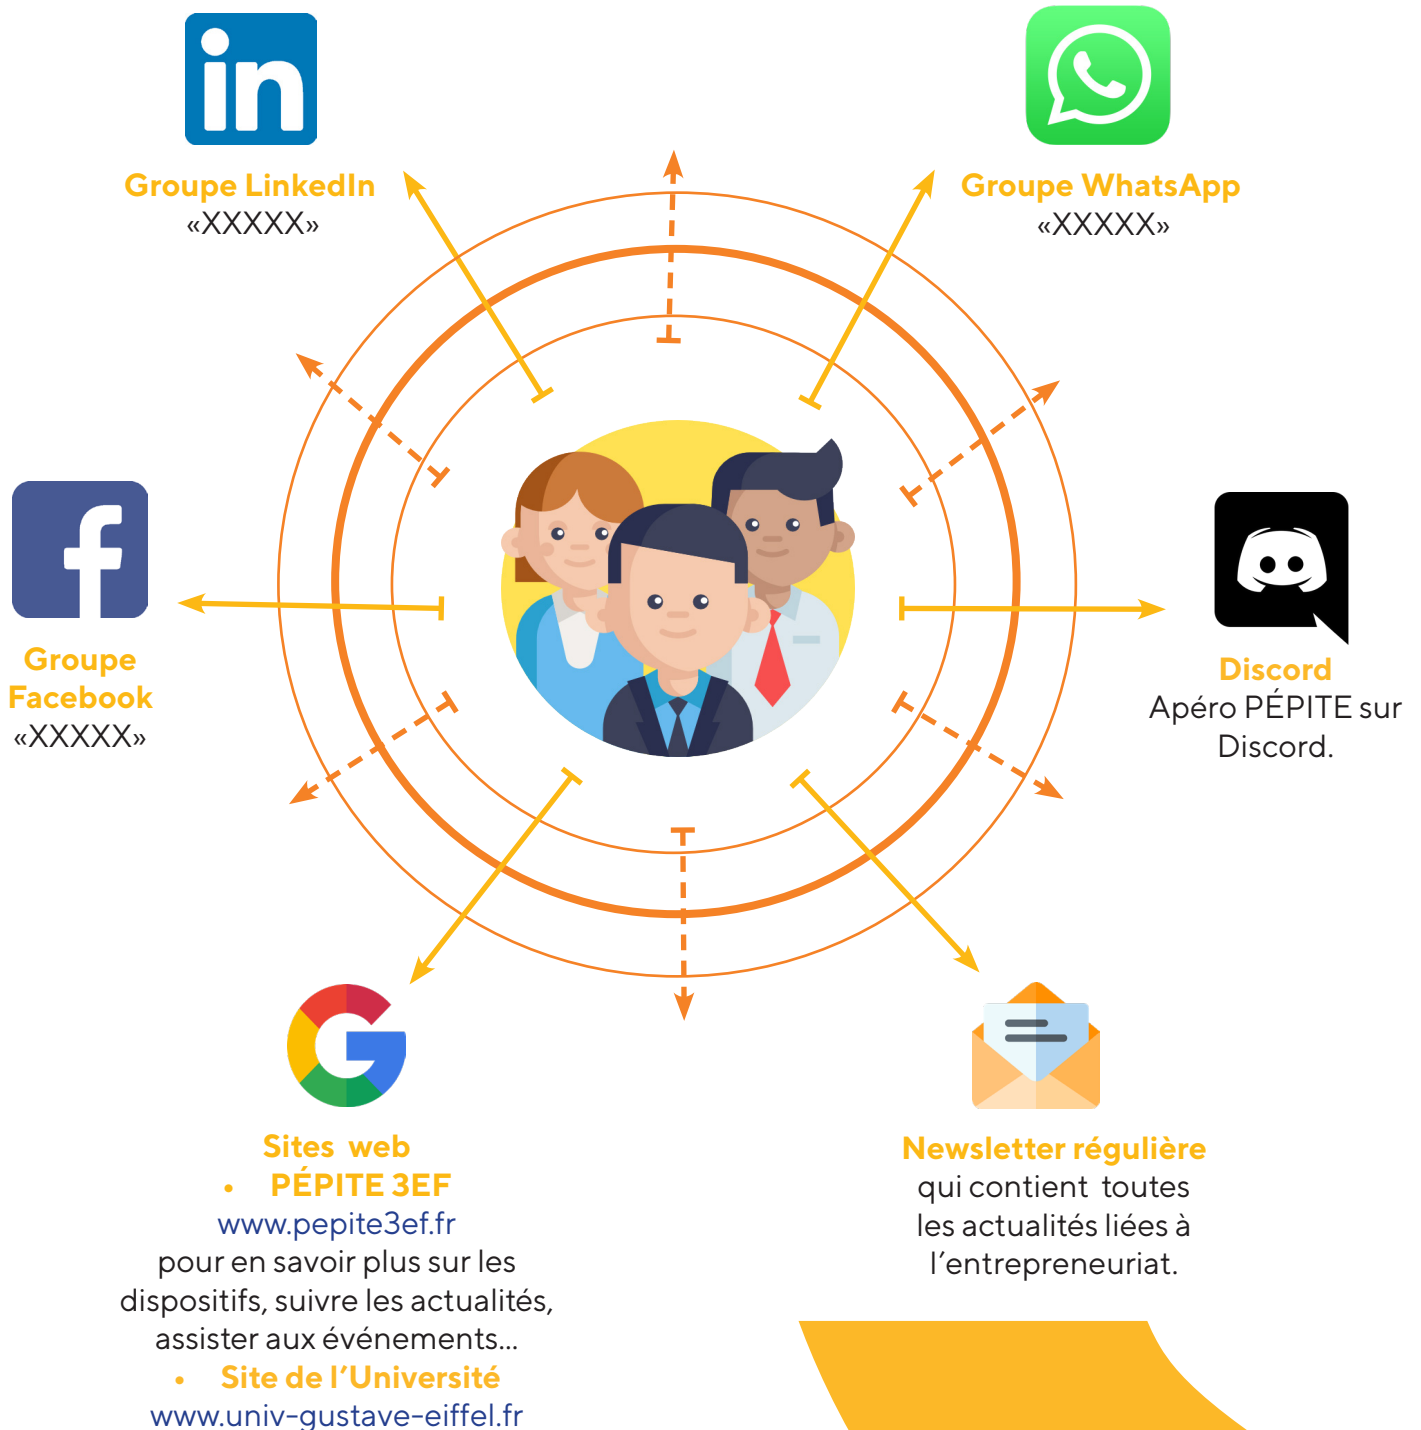 in
Groupe LinkedIn
«XXXXX»
Groupe WhatsApp
«XXXXX»
f
Groupe
Facebook
«XXXXX»
Discord
Apéro PÉPITE sur
Discord.
G
Sites web
• PÉPITE 3EF
www.pepite3ef.fr
pour en savoir plus sur les
dispositifs, suivre les actualités,
assister aux événements...
• Site de l'Université
www.univ-gustave-eiffel.fr
Newsletter régulière
qui contient toutes
les actualités liées à
l'entrepreneuriat.